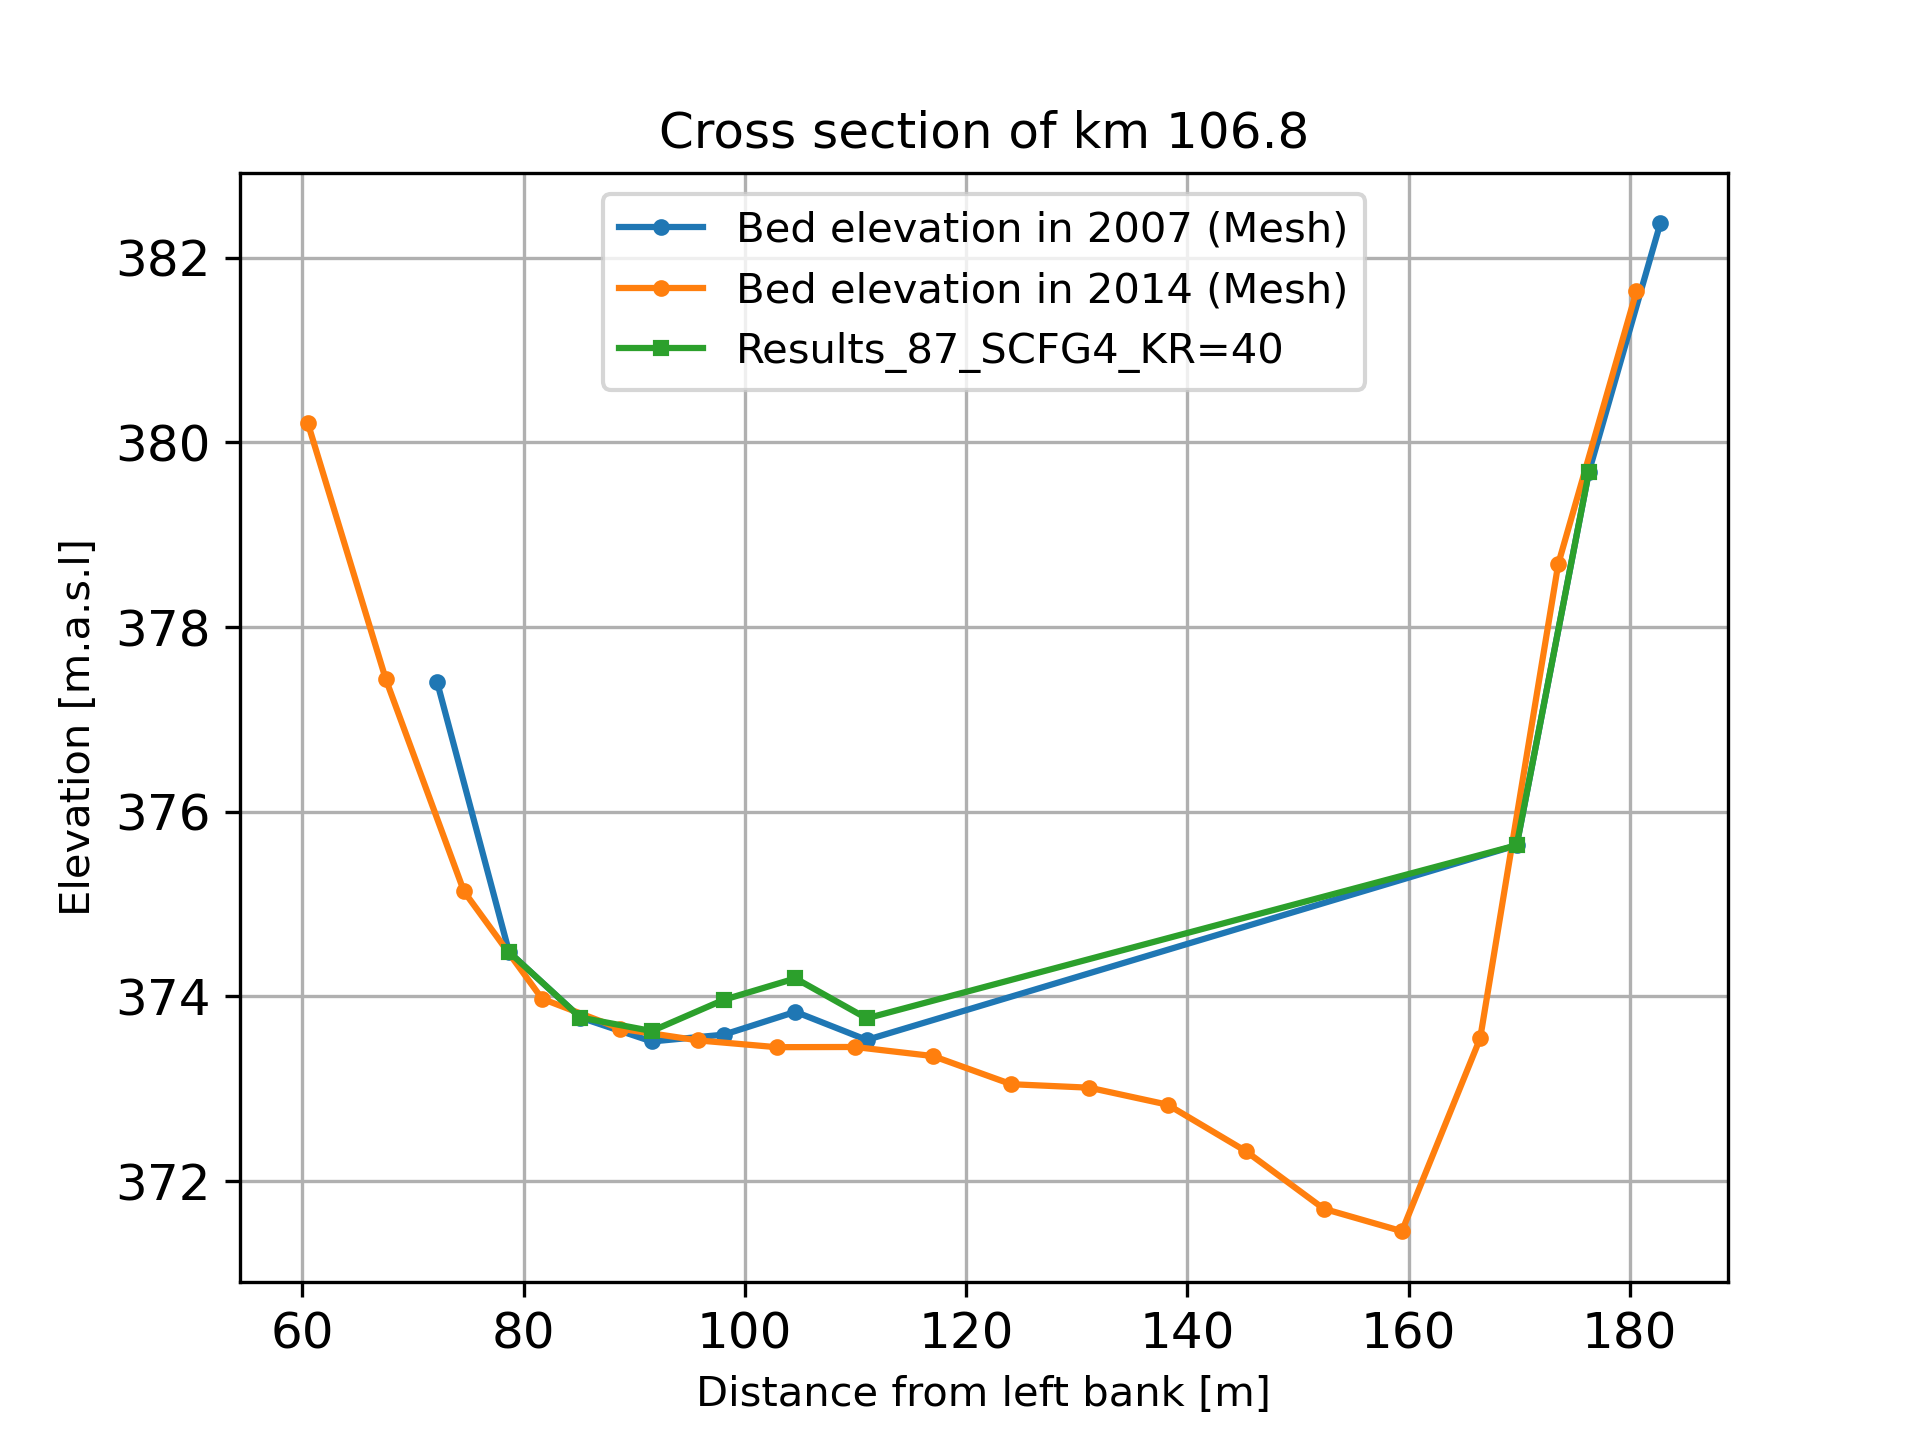 Cross section of km 106.8
Bed elevation in 2007 (Mesh)
Bed elevation in 2014 (Mesh)
Results_87_SCFG4_KR=40
382
380
378
376
374
372
Elevation [m.a.s.l]
60 80 100 120 140 160 180
Distance from left bank [m]